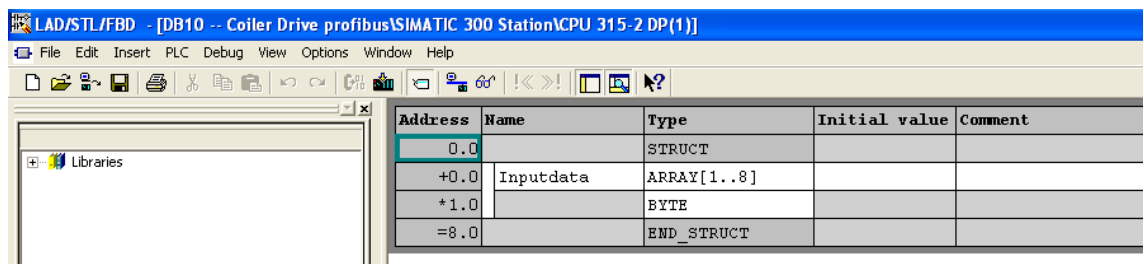 LAD/STL/FBD - [DB10 -- Coiler Drive profibus\SIMATIC 300 Station\CPU 315-2 DP(1)]
File Edit Insert PLC Debug View Options Window Help
Libraries
Address Name Type Initial value Comment
0.0 STRUCT
+0.0 Inputdata ARRAY[1..8]
*1.0 BYTE
=8.0 END_STRUCT